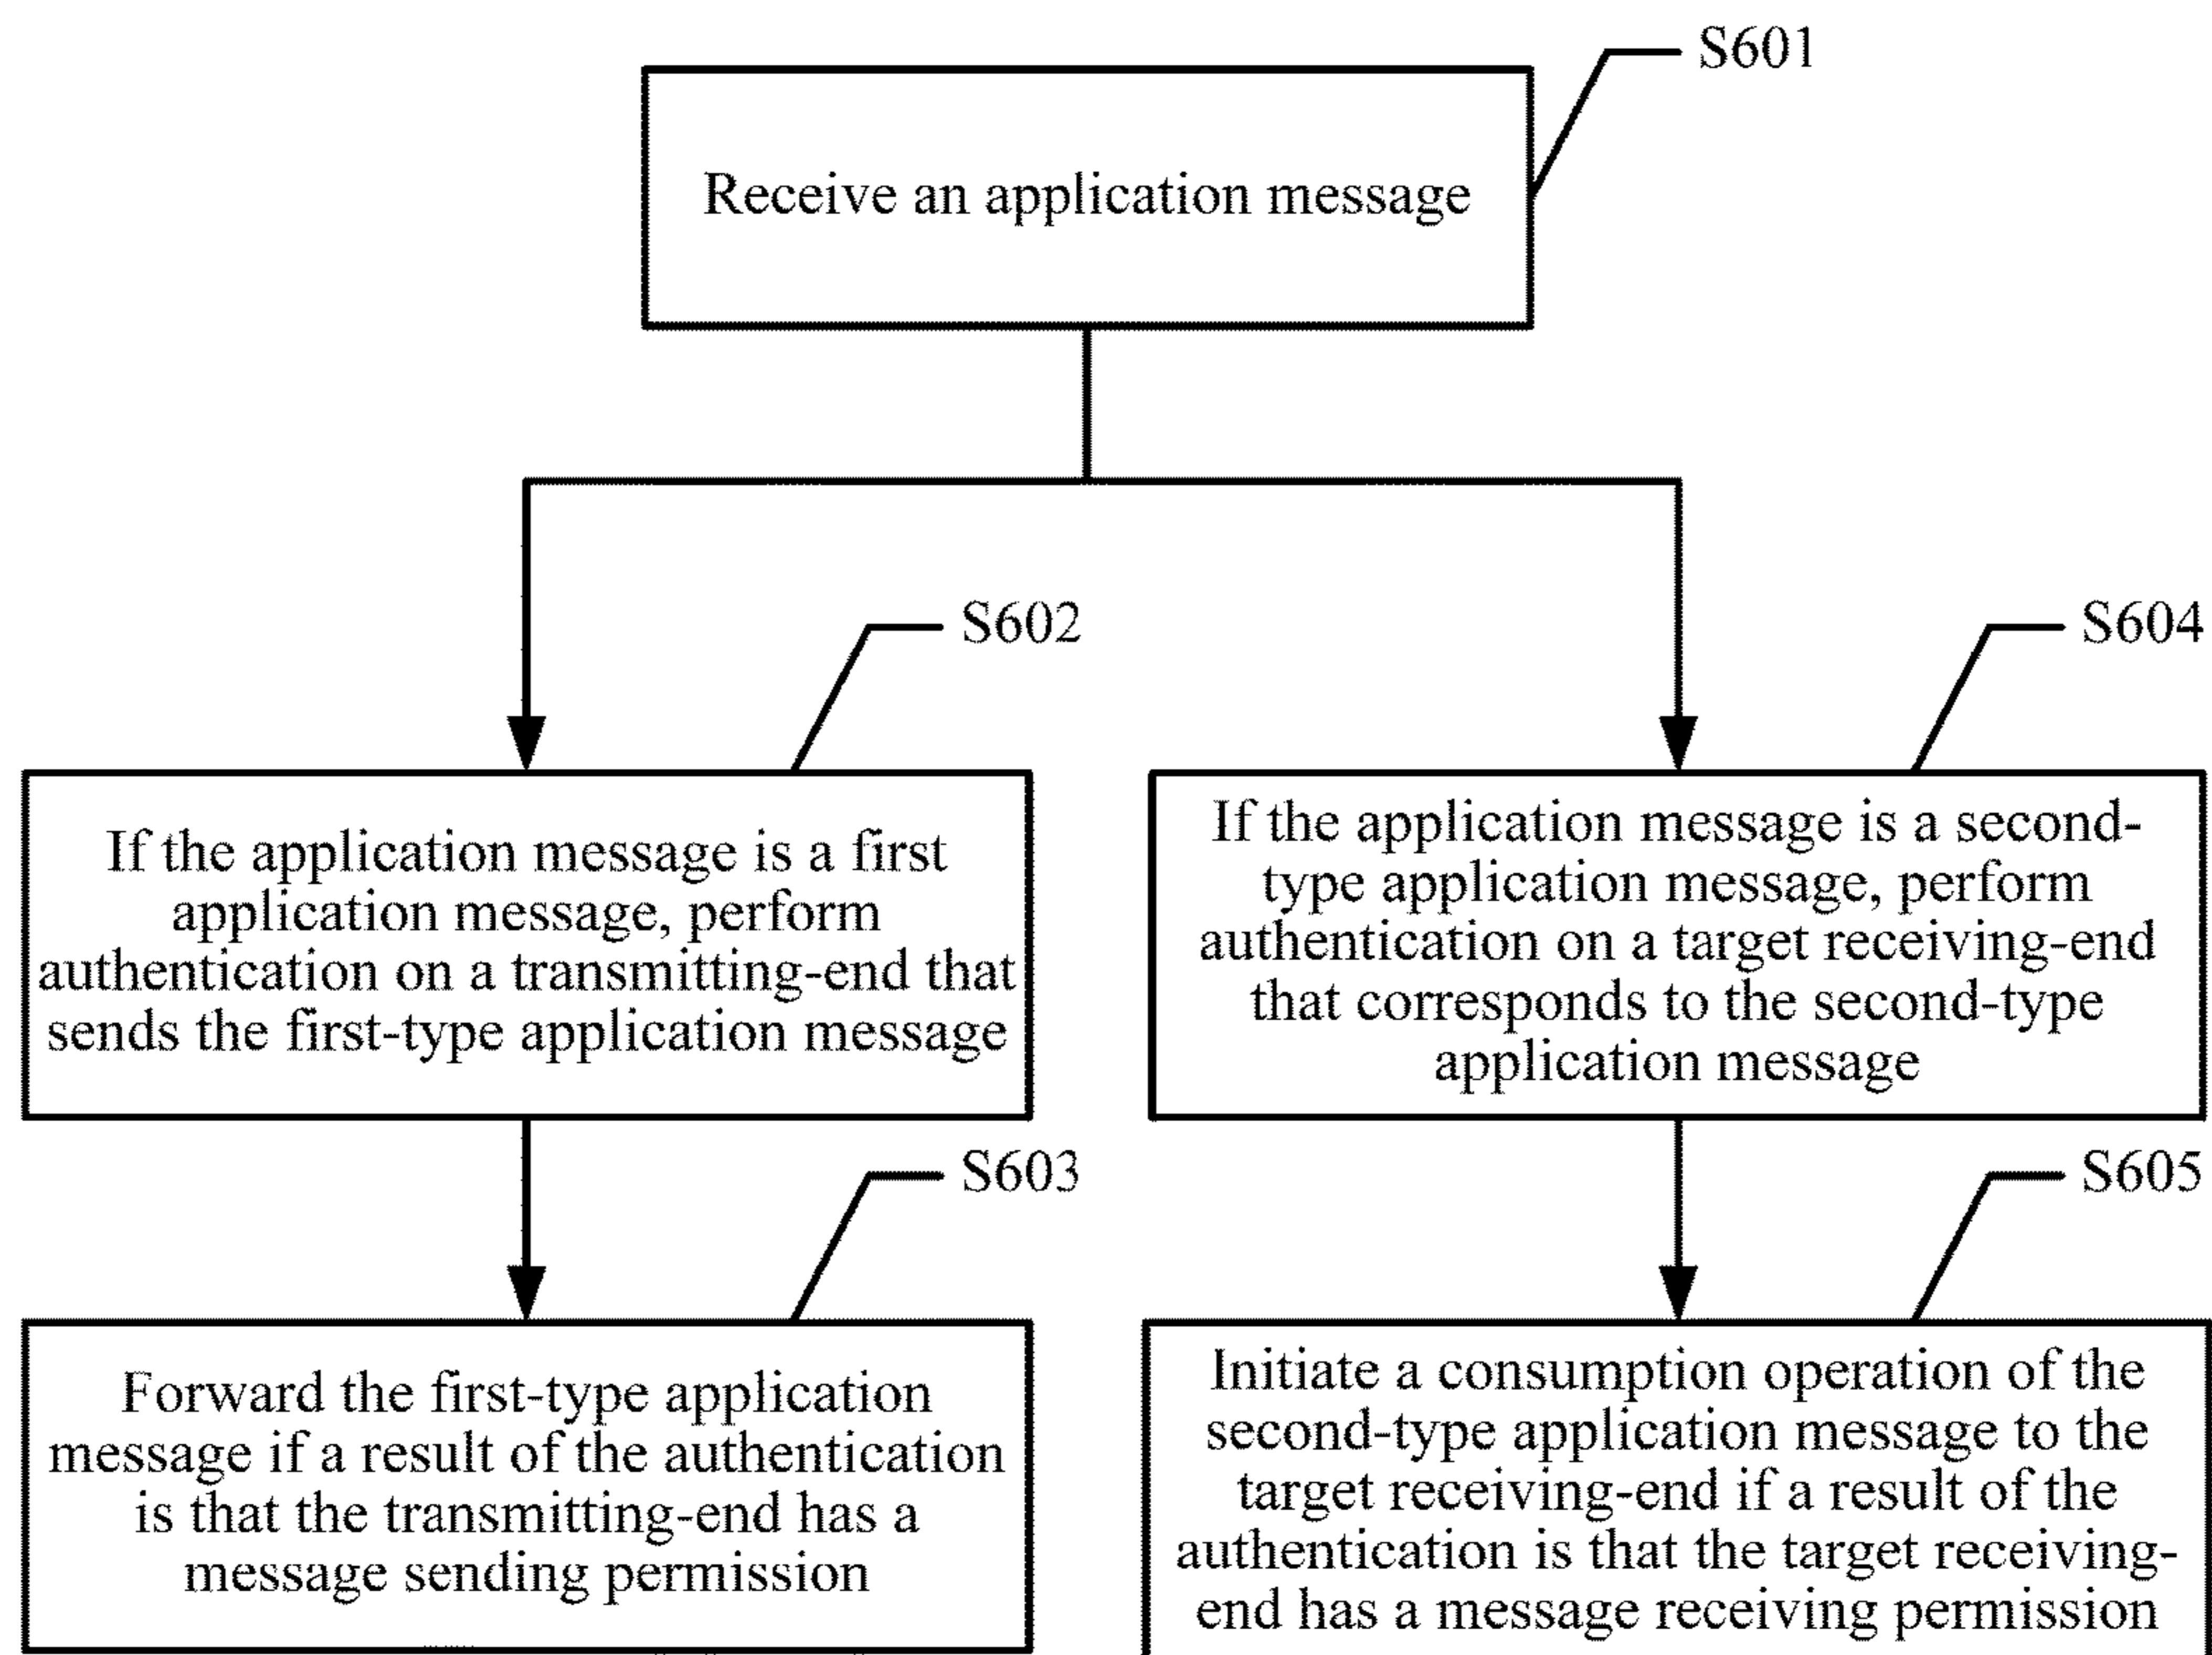 S601
Receive an application message
S602
If the application message is a first
application message, perform
authentication on a transmitting-end that
sends the first-type application message
S603
Forward the first-type application
message if a result of the authentication
is that the transmitting-end has a
message sending permission
S604
If the application message is a second-
type application message, perform
authentication on a target receiving-end
that corresponds to the second-type
application message
S605
Initiate a consumption operation of the
second-type application message to the
target receiving-end if a result of the
authentication is that the target receiving-
end has a message receiving permission